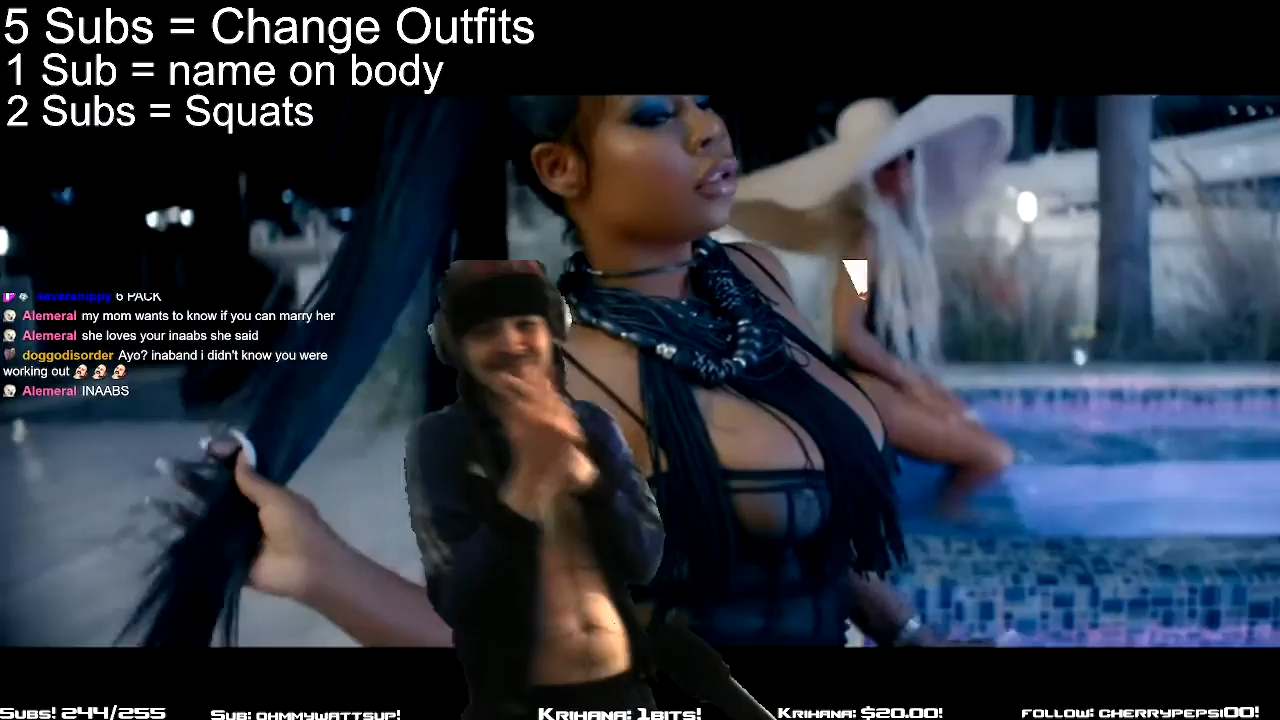 5 Subs = Change Outfits
1 Sub = name on body
2 Subs = Squats
sevenshippy 6 PACK
Alemeral my mom wants to know if you can marry her
Alemeral she loves your inaabs she said
doggodisorder Ayo? inaband i didn't know you were
working out
Alemeral INAABS
Subs! 244/255
Sub: ohmmywattsup!
Krihana: 1bits!
Krihana: $20.00!
follow: cherrypepsi00!